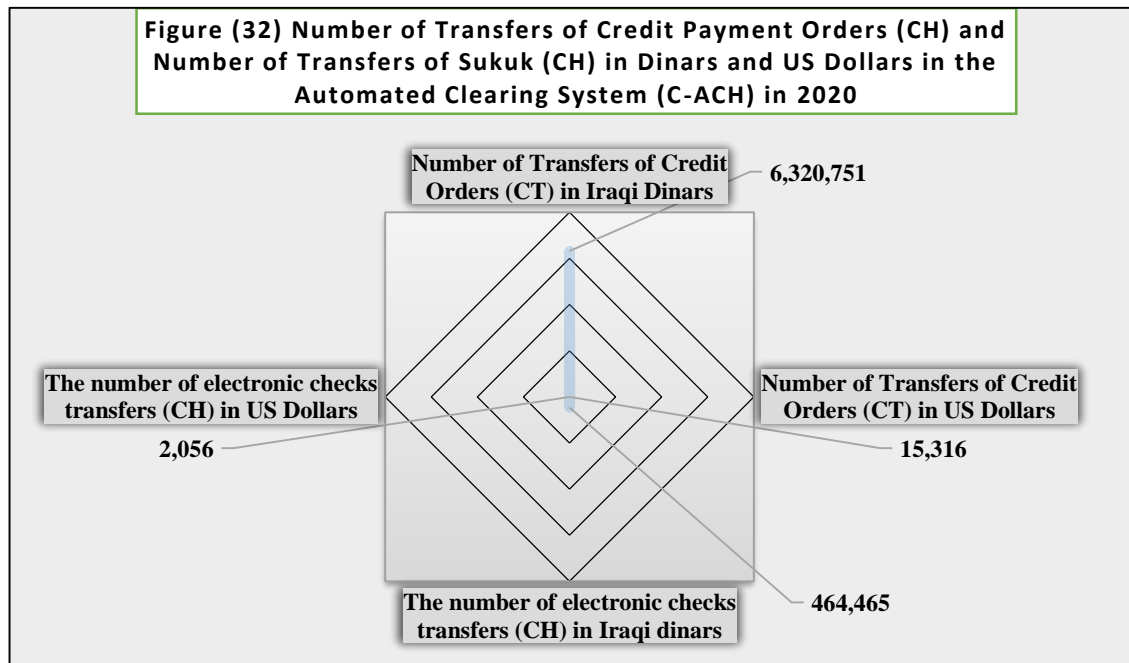 Figure (32) Number of Transfers of Credit Payment Orders (CH) and
Number of Transfers of Sukuk (CH) in Dinars and US Dollars in the
Automated Clearing System (C-ACH) in 2020
Number of Transfers of Credit
Orders (CT) in Iraqi Dinars
6,320,751
The number of electronic checks
transfers (CH) in US Dollars
2,056
Number of Transfers of Credit
Orders (CT) in US Dollars
15,316
The number of electronic checks
transfers (CH) in Iraqi dinars
464,465